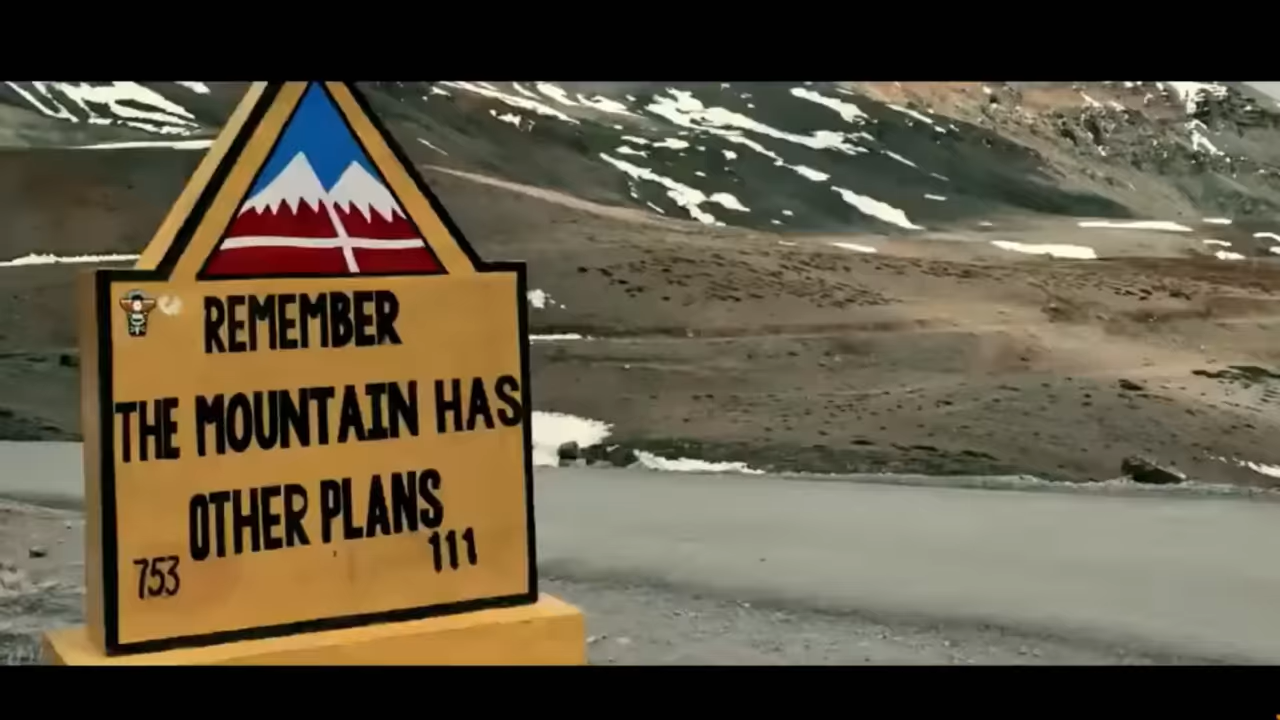 REMEMBER
THE MOUNTAIN HAS
OTHER PLANS
753
111